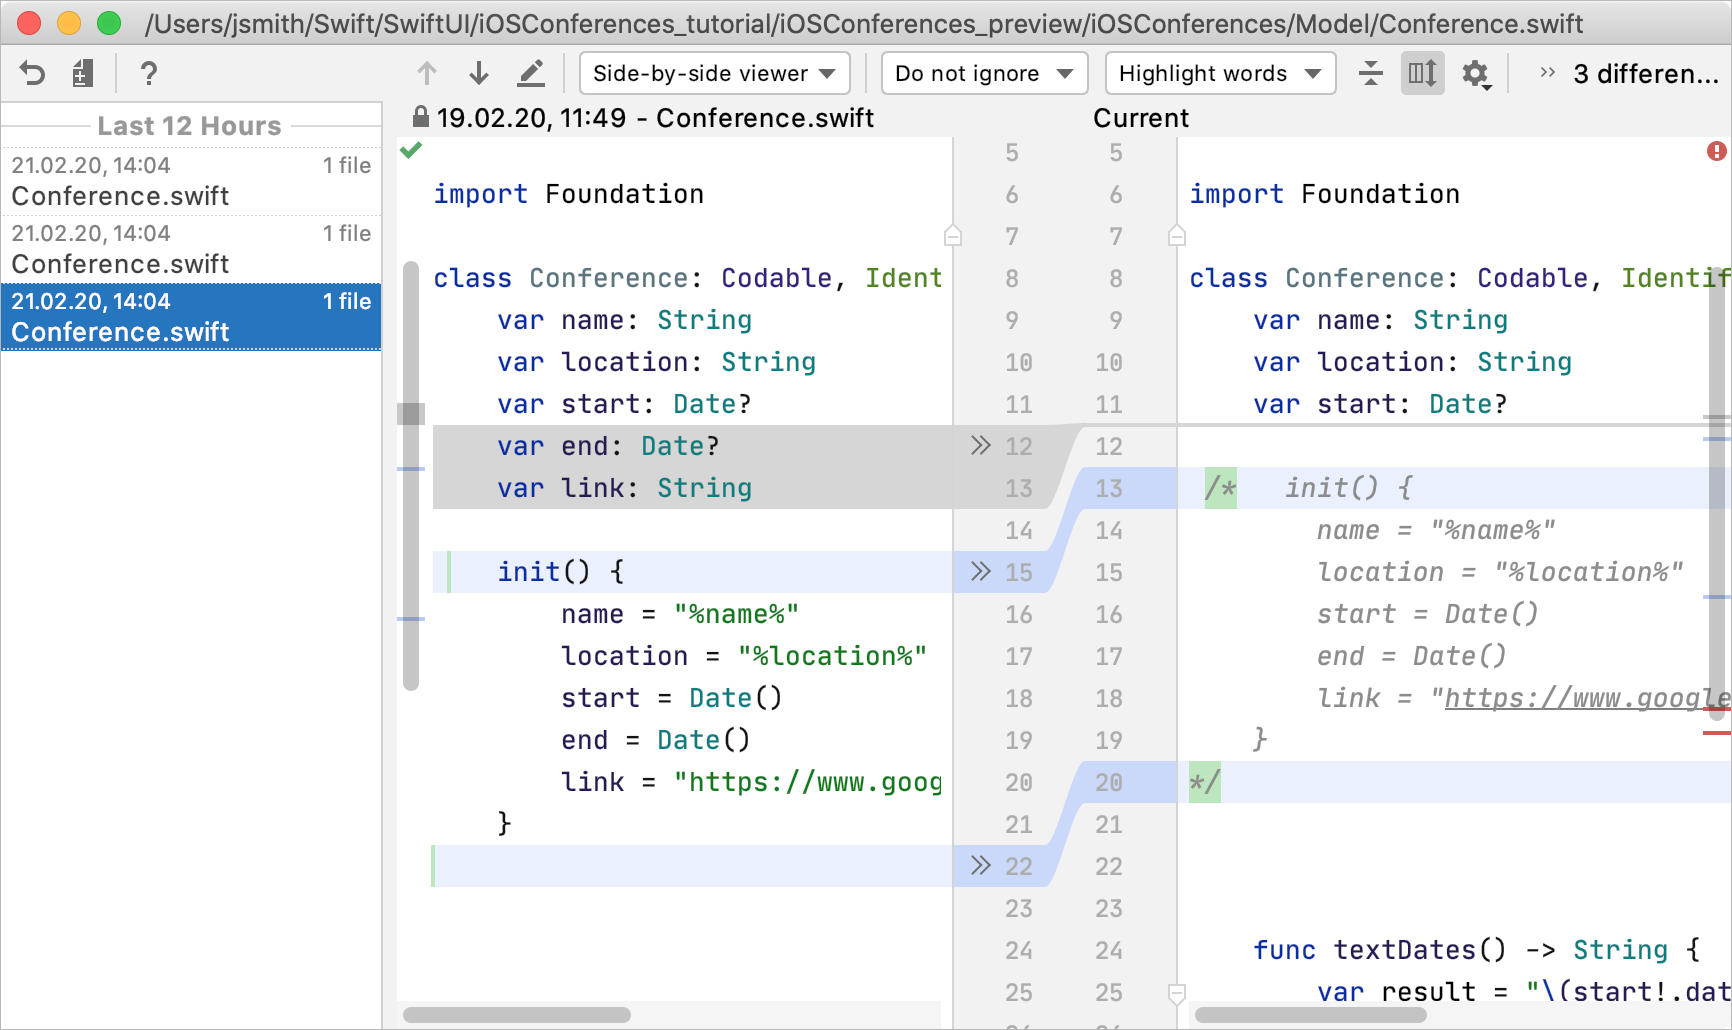 /Users/jsmith/Swift/SwiftUI/iOSConferences_tutorial/iOSConferences_preview/iOSConferences/Model/Conference.swift
? Side-by-side viewer Do not ignore Highlight words >> 3 differen...
Last 12 Hours
21.02.20, 14:04 1 file
Conference.swift
21.02.20, 14:04 1 file
Conference.swift
21.02.20, 14:04 1 file
Conference.swift
19.02.20, 11:49 - Conference.swift
import Foundation
class Conference: Codable, Ident
var name: String
var location: String
var start: Date?
var end: Date?
var link: String
init() {
name = "%name%"
location = "%location%"
start = Date()
end = Date()
link = "https://www.goog
}
5 5
6 6
7 7
8 8
9 9
10 10
11 11
>> 12 12
13 13
14 14
>> 15 15
16 16
17 17
18 18
19 19
20 20
21 21
>> 22 22
23 23
24 24
25 25
Current
import Foundation
class Conference: Codable, Identif
var name: String
var location: String
var start: Date?
/* init() {
name = "%name%"
location = "%location%"
start = Date()
end = Date()
link = "https://www.google
}
*/
func textDates() -> String {
var result = "\(start!.dat